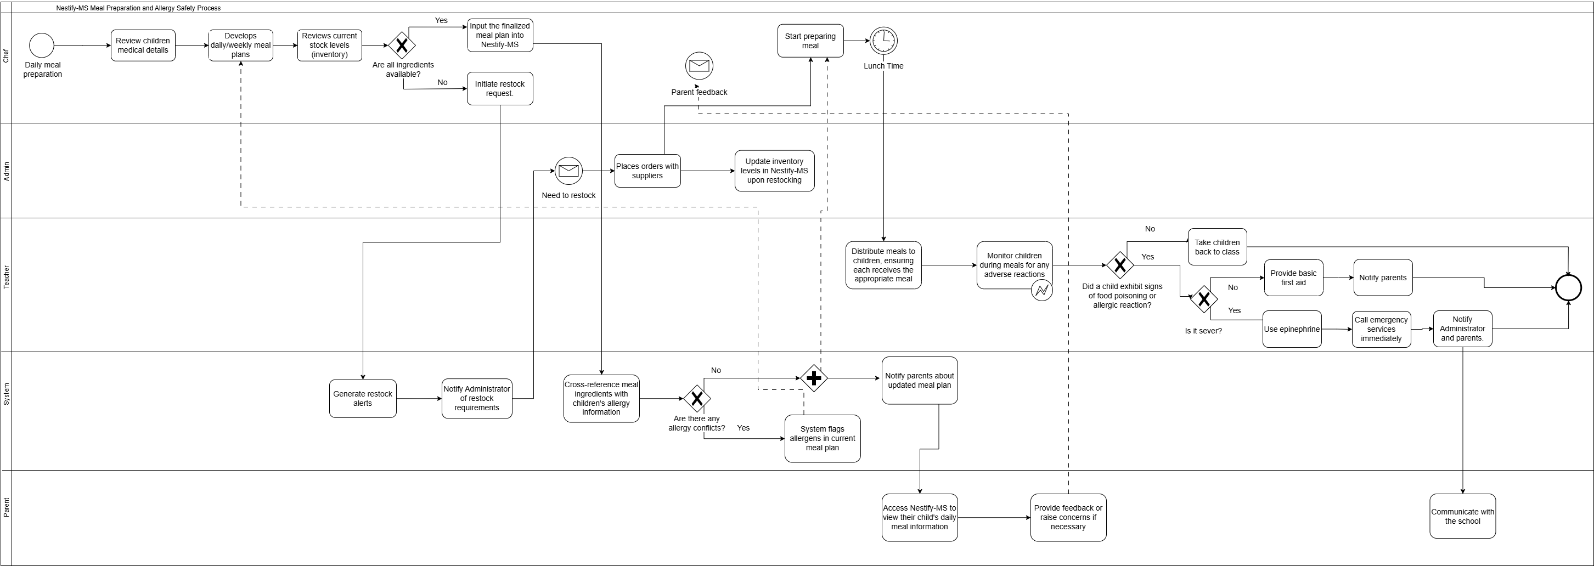 Nestify-MS Meal Preparation and Allergy Safety Process
Chef
Daily meal
preparation
Review children
medical details
Develops
daily/weekly meal
plans
Reviews current
stock levels
(inventory)
Are all ingredients
available?
Yes
No
Input the finalized
meal plan into
Nestify-MS
Initiate restock
request.
Parent feedback
Start preparing
meal
Lunch Time
Admin
Need to restock
Places orders with
suppliers
Update inventory
levels in Nestify-MS
upon restocking
Teacher
Distribute meals to
children, ensuring
each receives the
appropriate meal
Monitor children
during meals for any
adverse reactions
Did a child exhibit signs
of food poisoning or
allergic reaction?
No
Yes
Take children
back to class
Is it sever?
No
Yes
Provide basic
first aid
Notify parents
Use epinephrine
Call emergency
services
immediately
Notify
Administrator
and parents.
System
Generate restock
alerts
Notify Administrator
of restock
requirements
Cross-reference meal
ingredients with
children's allergy
information
Are there any
allergy conflicts?
No
Yes
System flags
allergens in current
meal plan
Notify parents about
updated meal plan
Parent
Access Nestify-MS to
view their child's daily
meal information
Provide feedback or
raise concerns if
necessary
Communicate with
the school